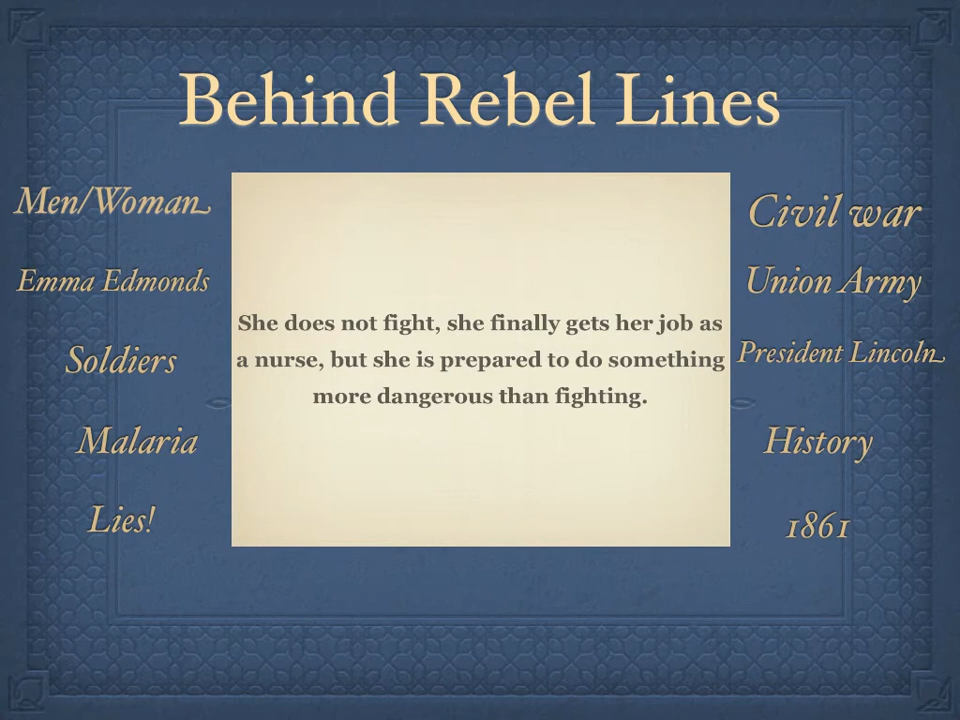 Behind Rebel Lines
Men/Woman
Emma Edmonds
Soldiers
Malaria
Lies!
She does not fight, she finally gets her job as
a nurse, but she is prepared to do something
more dangerous than fighting.
Civil war
Union Army
President Lincoln
History
1861